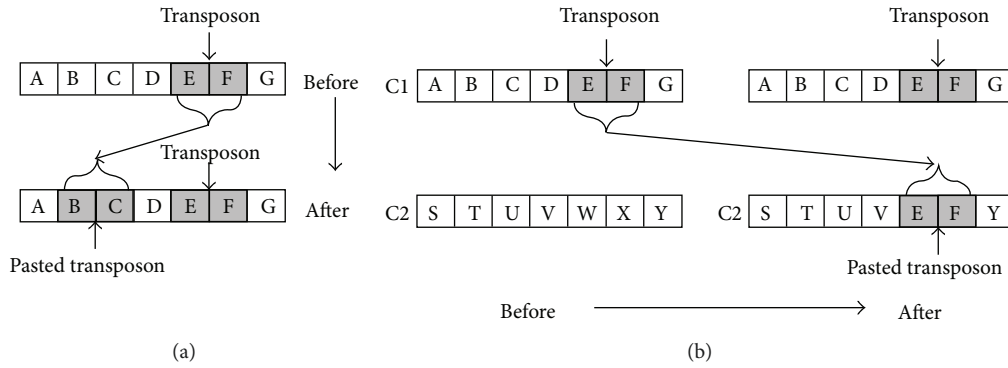 Transposon
A B C D E F G Before
Transposon
A B C D E F G After
Pasted transposon
(a)
Transposon Transposon
C1 A B C D E F G A B C D E F G
C2 S T U V W X Y C2 S T U V E F Y
Pasted transposon
Before After
(b)